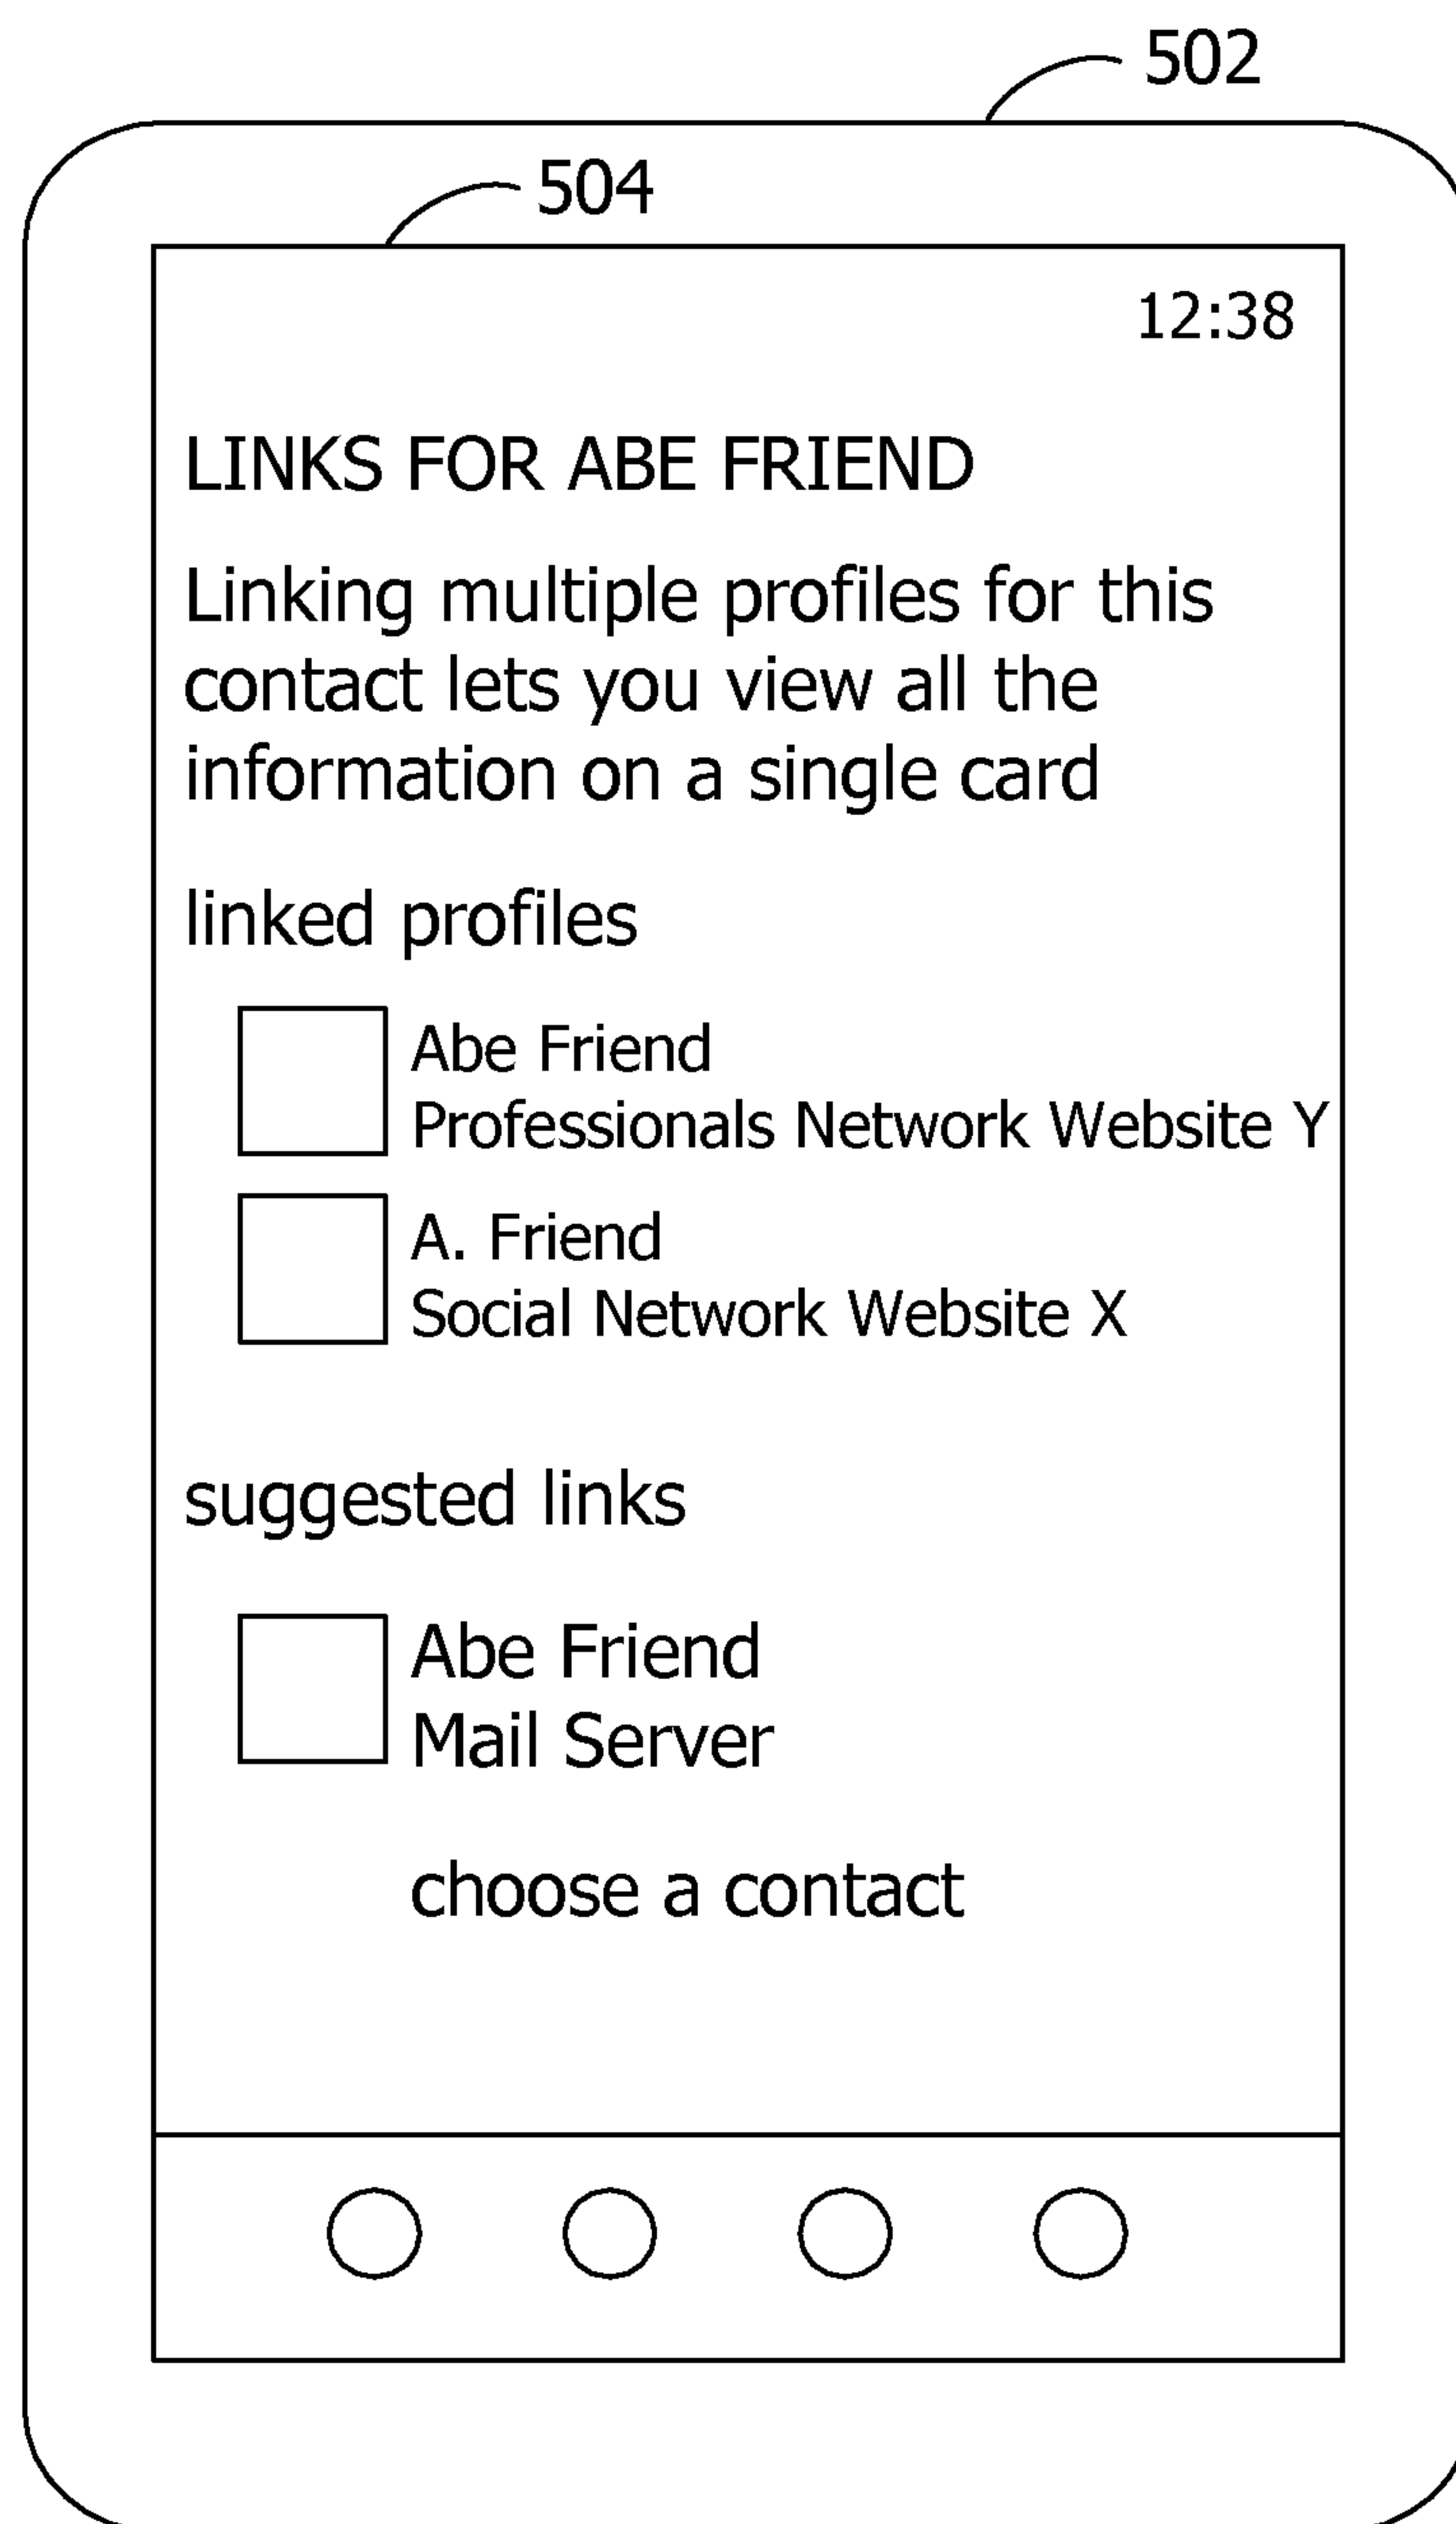 502
504
12:38
LINKS FOR ABE FRIEND
Linking multiple profiles for this
contact lets you view all the
information on a single card
linked profiles
Abe Friend
Professionals Network Website Y
A. Friend
Social Network Website X
suggested links
Abe Friend
Mail Server
choose a contact